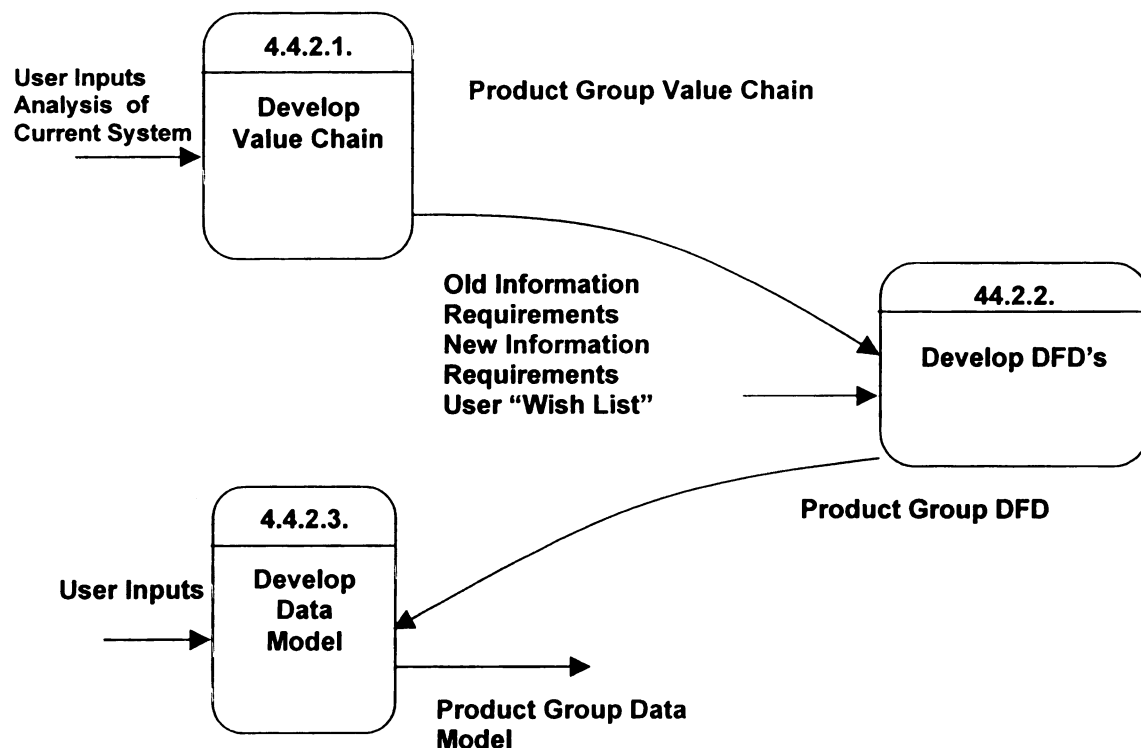 4.4.2.1.
Develop
Value Chain
User Inputs
Analysis of
Current System
Product Group Value Chain
Old Information
Requirements
New Information
Requirements
User “Wish List”
44.2.2.
Develop DFD's
Product Group DFD
4.4.2.3.
Develop
Data
Model
User Inputs
Product Group Data
Model